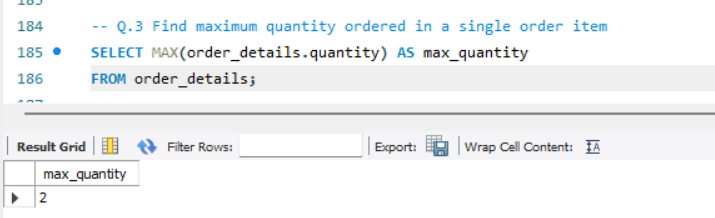 184 -- Q.3 Find maximum quantity ordered in a single order item
185 SELECT MAX(order_details.quantity) AS max_quantity
186 FROM order_details;
Result Grid Filter Rows: Export: Wrap Cell Content: IA
max_quantity
2